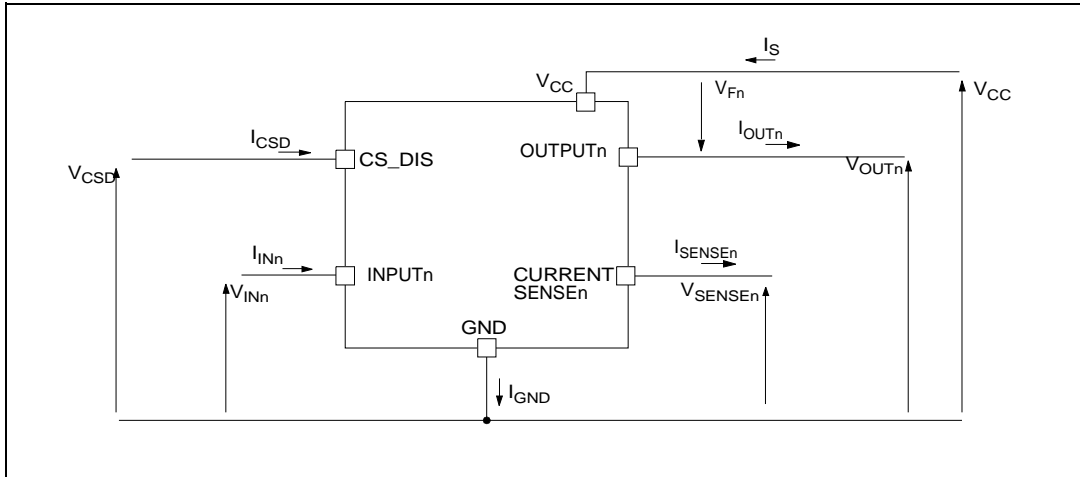 I_S
V_CC
V_Fn
V_CC
I_OUTn
I_CSD
CS_DIS
OUTPUTn
V_CSD
V_OUTn
I_INn
I_SENSEn
INPUTn
CURRENT
SENSEn
V_INn
V_SENSEn
GND
I_GND